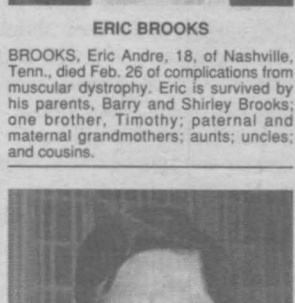 ERIC BROOKS
BROOKS, Eric Andre, 18, of Nashville,
Tenn., died Feb. 26 of complications from
muscular dystrophy. Eric is survived by
his parents, Barry and Shirley Brooks;
one brother, Timothy; paternal and
maternal grandmothers; aunts; uncles;
and cousins.